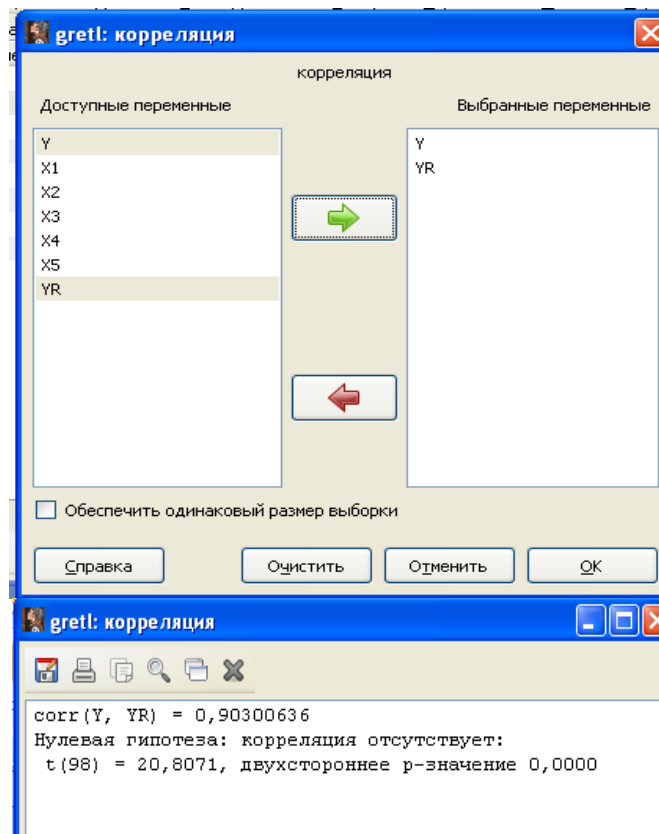 gretl: корреляция
корреляция
Доступные переменные
Выбранные переменные
Y
X1
X2
X3
X4
X5
YR
Y
YR
Обеспечить одинаковый размер выборки
Справка
Очистить
Отменить
OK
gretl: корреляция
corr(Y, YR) = 0,90300636
Нулевая гипотеза: корреляция отсутствует:
t(98) = 20,8071, двухстороннее p-значение 0,0000